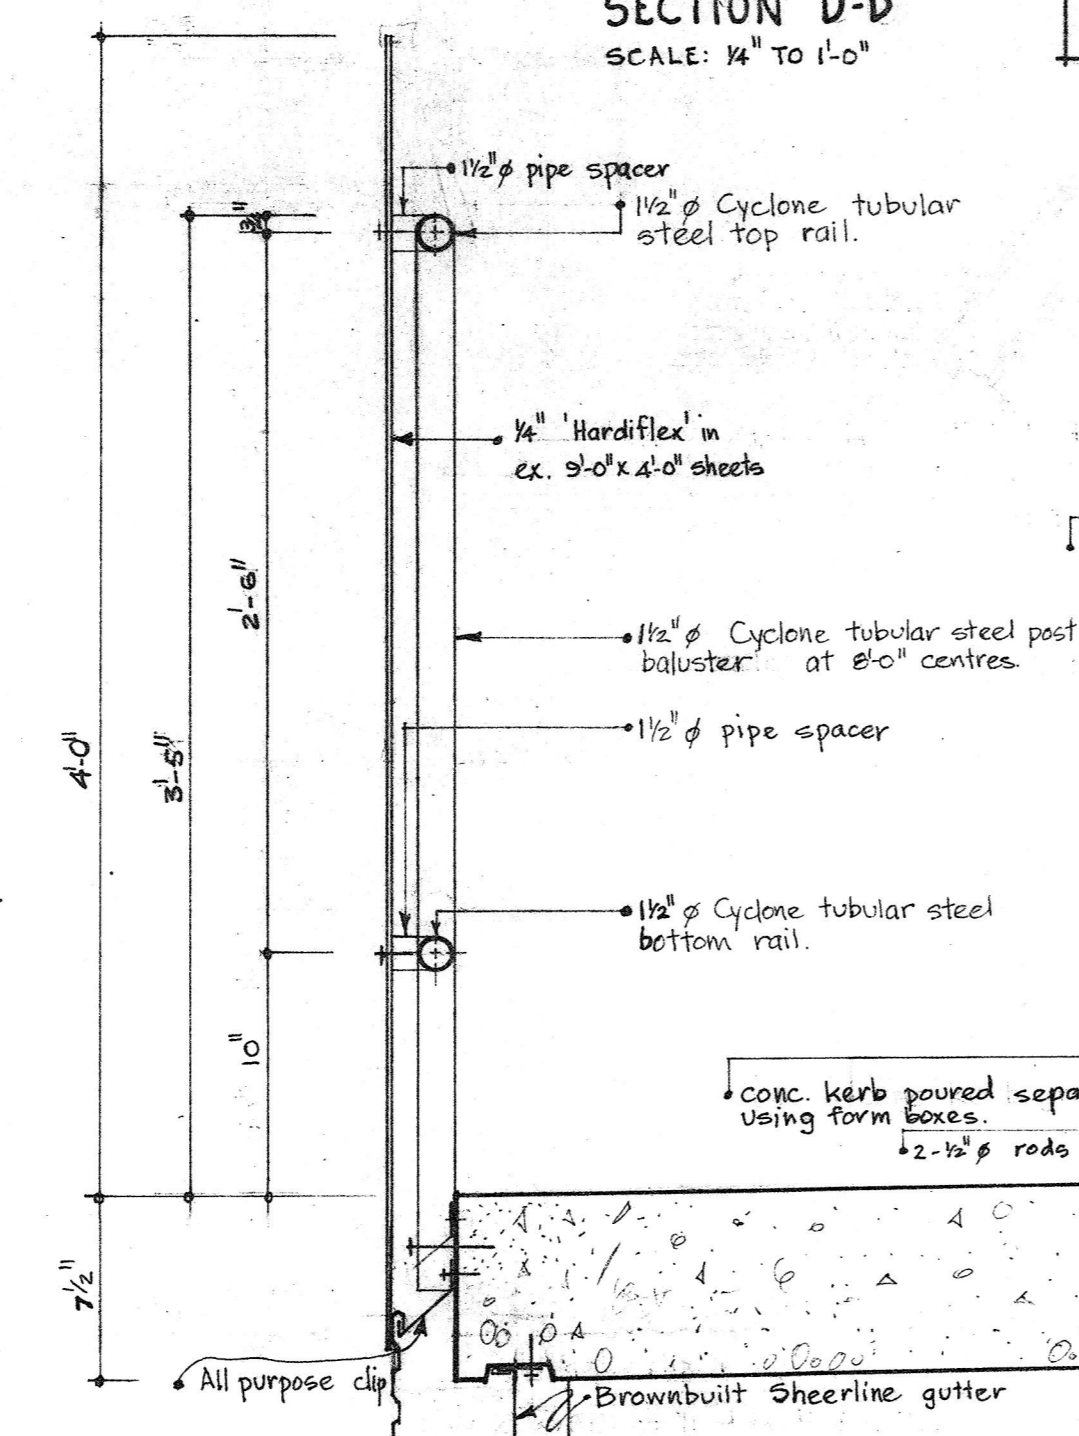 SECTION D-D
SCALE: ¼" TO 1'-0"
1½"ø pipe spacer
1½"ø Cyclone tubular
steel top rail.
¼" 'Hardiflex' in
ex. 9'-0" x 4'-0" sheets
2'-6"
1½"ø Cyclone tubular steel post
baluster at 8'-0" centres.
4'-0"
3'-5"
1½"ø pipe spacer
1½"ø Cyclone tubular steel
bottom rail.
10"
conc. kerb poured sepa
using form boxes.
2-½"ø rods
7½"
All purpose clip
Brownbuilt Sheerline gutter